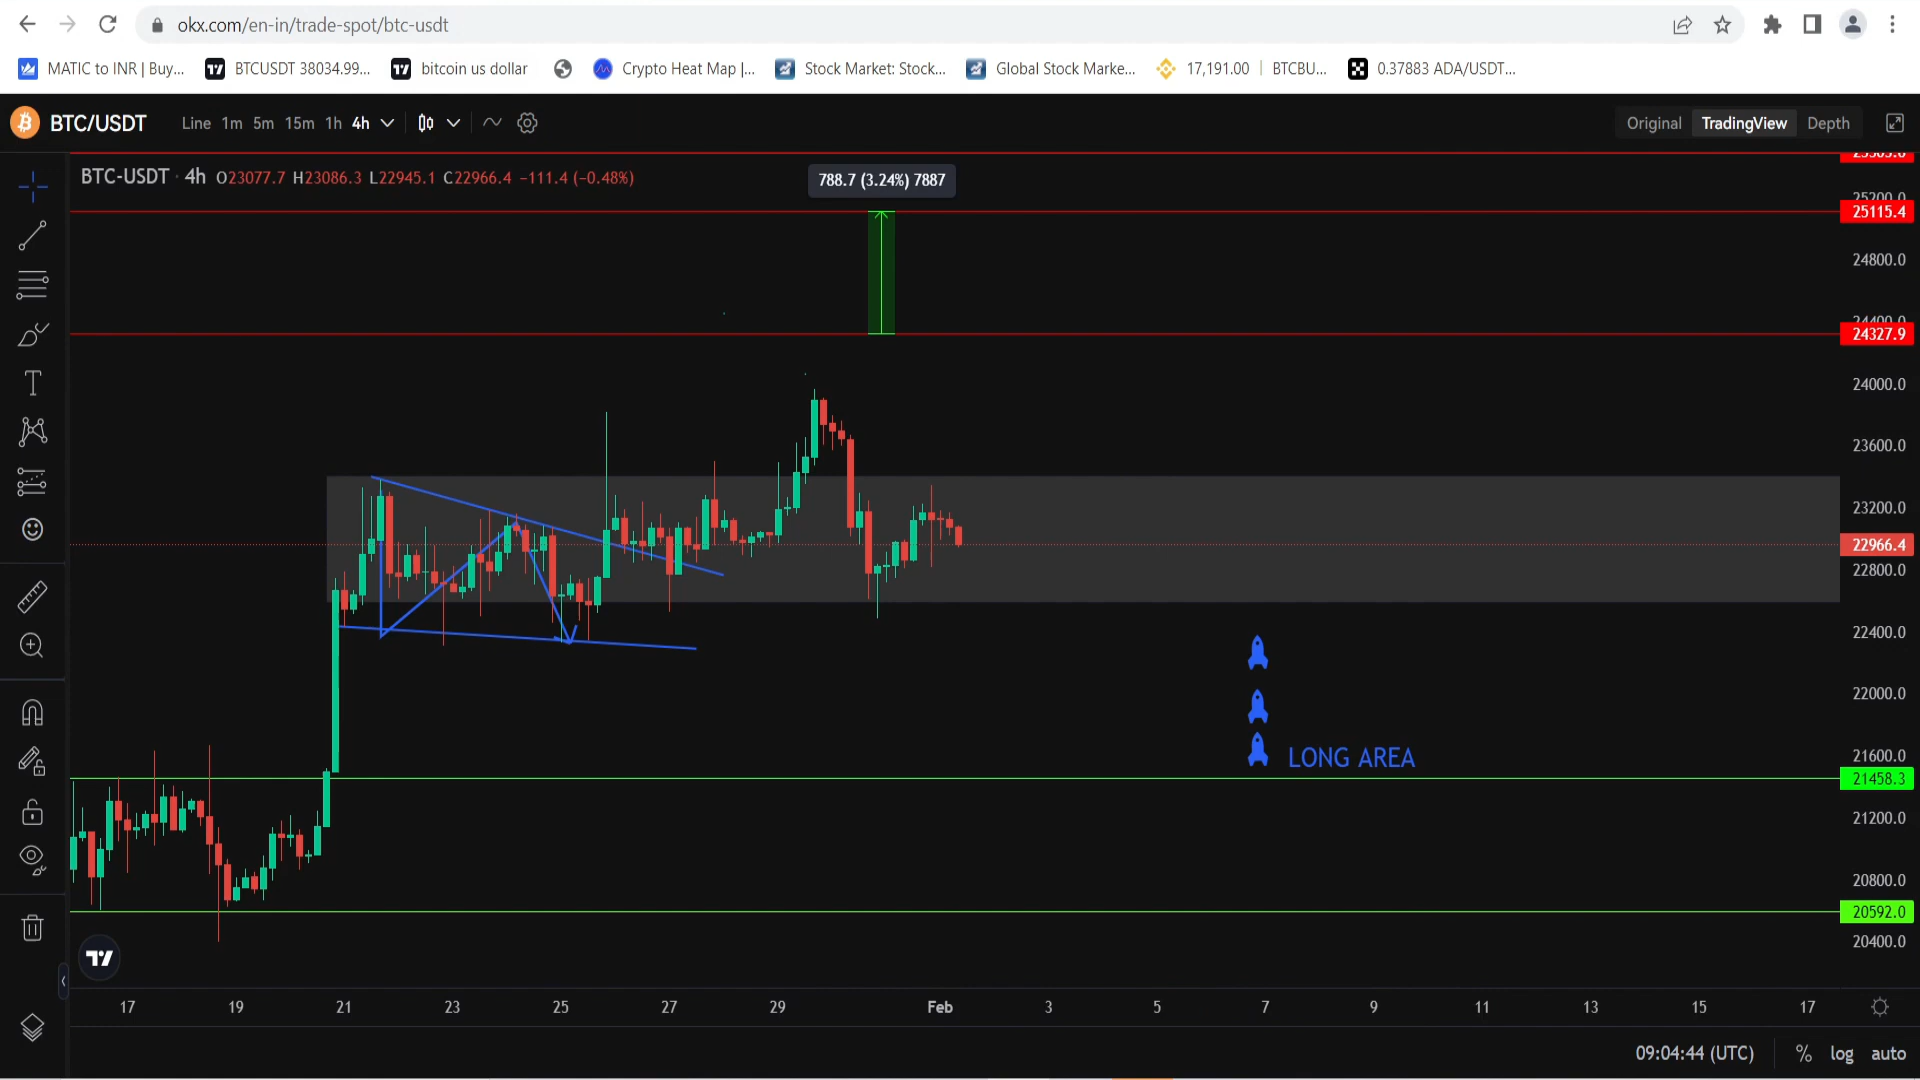 okx.com/en-in/trade-spot/btc-usdt
MATIC to INR | Buy... BTCUSDT 38034.99... bitcoin us dollar Crypto Heat Map |... Stock Market: Stock... Global Stock Marke... 17,191.00 | BTCBU... 0.37883 ADA/USDT...
BTC/USDT Line 1m 5m 15m 1h 4h Original TradingView Depth
BTC-USDT · 4h O23077.7 H23086.3 L22945.1 C22966.4 −111.4 (−0.48%)
788.7 (3.24%) 7887
25200.0
25115.4
24800.0
24400.0
24327.9
24000.0
23600.0
23200.0
22966.4
22800.0
22400.0
22000.0
LONG AREA
21600.0
21458.3
21200.0
20800.0
20592.0
20400.0
17 19 21 23 25 27 29 Feb 3 5 7 9 11 13 15 17
09:04:44 (UTC) % log auto